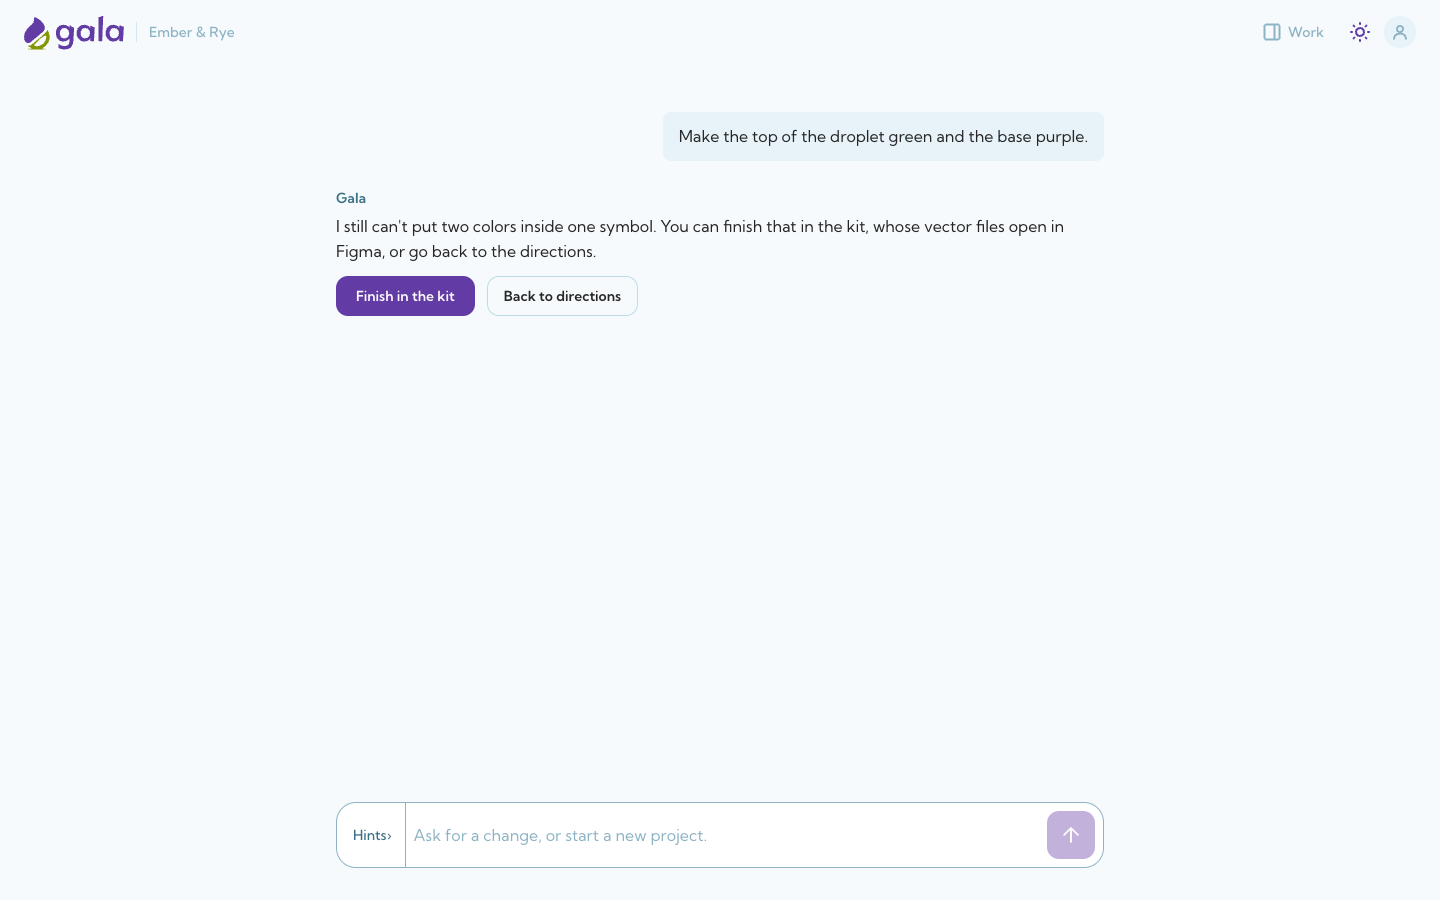 gala
Ember & Rye
Work
Make the top of the droplet green and the base purple.
Gala
I still can't put two colors inside one symbol. You can finish that in the kit, whose vector files open in
Figma, or go back to the directions.
Finish in the kit
Back to directions
Hints›
Ask for a change, or start a new project.